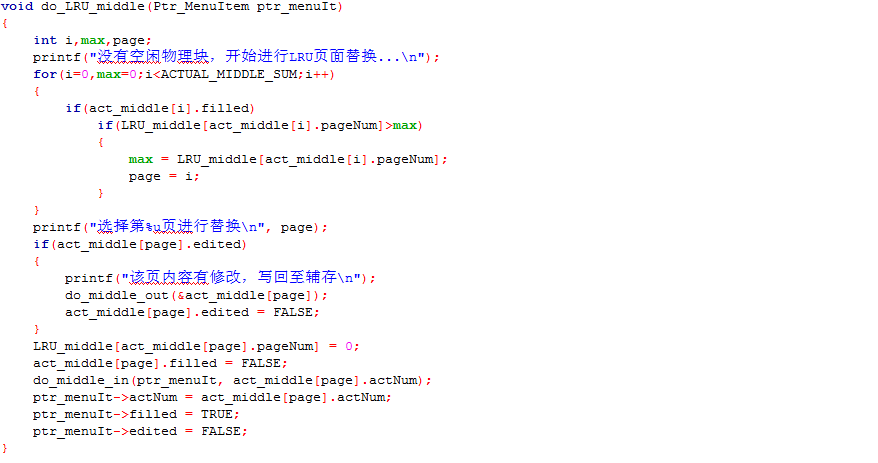 void do_LRU_middle(Ptr_MenuItem ptr_menuIt)
{
    int i,max,page;
    printf("没有空闲物理块，开始进行LRU页面替换...\n");
    for(i=0,max=0;i<ACTUAL_MIDDLE_SUM;i++)
    {
        if(act_middle[i].filled)
            if(LRU_middle[act_middle[i].pageNum]>max)
            {
                max = LRU_middle[act_middle[i].pageNum];
                page = i;
            }
    }
    printf("选择第%u页进行替换\n", page);
    if(act_middle[page].edited)
    {
        printf("该页内容有修改，写回至辅存\n");
        do_middle_out(&act_middle[page]);
        act_middle[page].edited = FALSE;
    }
    LRU_middle[act_middle[page].pageNum] = 0;
    act_middle[page].filled = FALSE;
    do_middle_in(ptr_menuIt, act_middle[page].actNum);
    ptr_menuIt->actNum = act_middle[page].actNum;
    ptr_menuIt->filled = TRUE;
    ptr_menuIt->edited = FALSE;
}